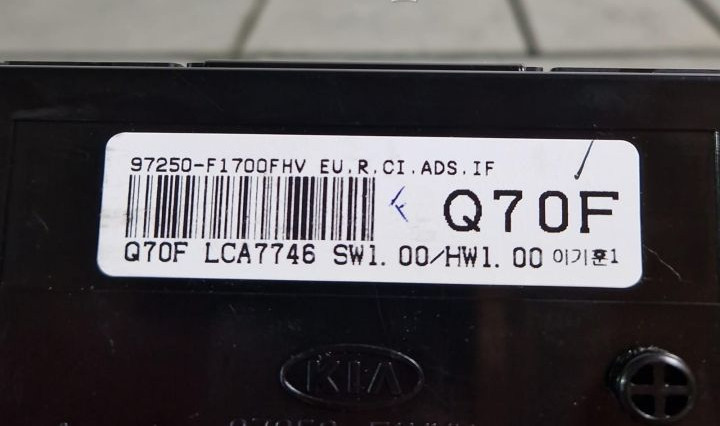 97250-F1700FHV EU.R.CI.ADS.IF
Q70F
Q70F LCA7746 SW1.00/HW1.00 이기훈1
KIA